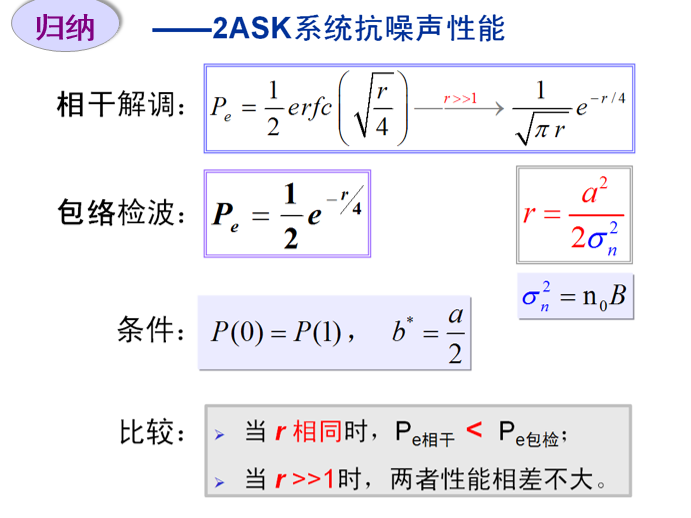 归纳
——2ASK系统抗噪声性能
相干解调： P_e = \frac{1}{2} erfc \left( \sqrt{\frac{r}{4}} \right) \xrightarrow{r>>1} \frac{1}{\sqrt{\pi r}} e^{-r/4}
包络检波： P_e = \frac{1}{2} e^{-r/4}
r = \frac{a^2}{2\sigma_n^2}
\sigma_n^2 = n_0 B
条件： P(0) = P(1)， b^* = \frac{a}{2}
比较： ➢ 当 r 相同时，P_{e相干} < P_{e包检}；
➢ 当 r >>1时，两者性能相差不大。